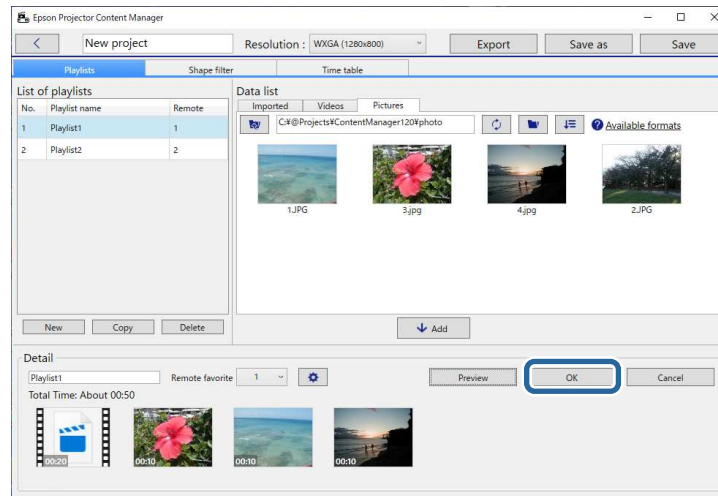 Epson Projector Content Manager
New project
Resolution : WXGA (1280x800)
Export
Save as
Save
Playlists
Shape filter
Time table
List of playlists
No. Playlist name Remote
1 Playlist1 1
2 Playlist2 2
New
Copy
Delete
Data list
Imported
Videos
Pictures
C:¥@Projects¥ContentManager120¥photo
Available formats
1.JPG
3.jpg
4.jpg
2.JPG
Add
Detail
Playlist1
Remote favorite 1
Preview
OK
Cancel
Total Time: About 00:50
00:20
00:10
00:10
00:10